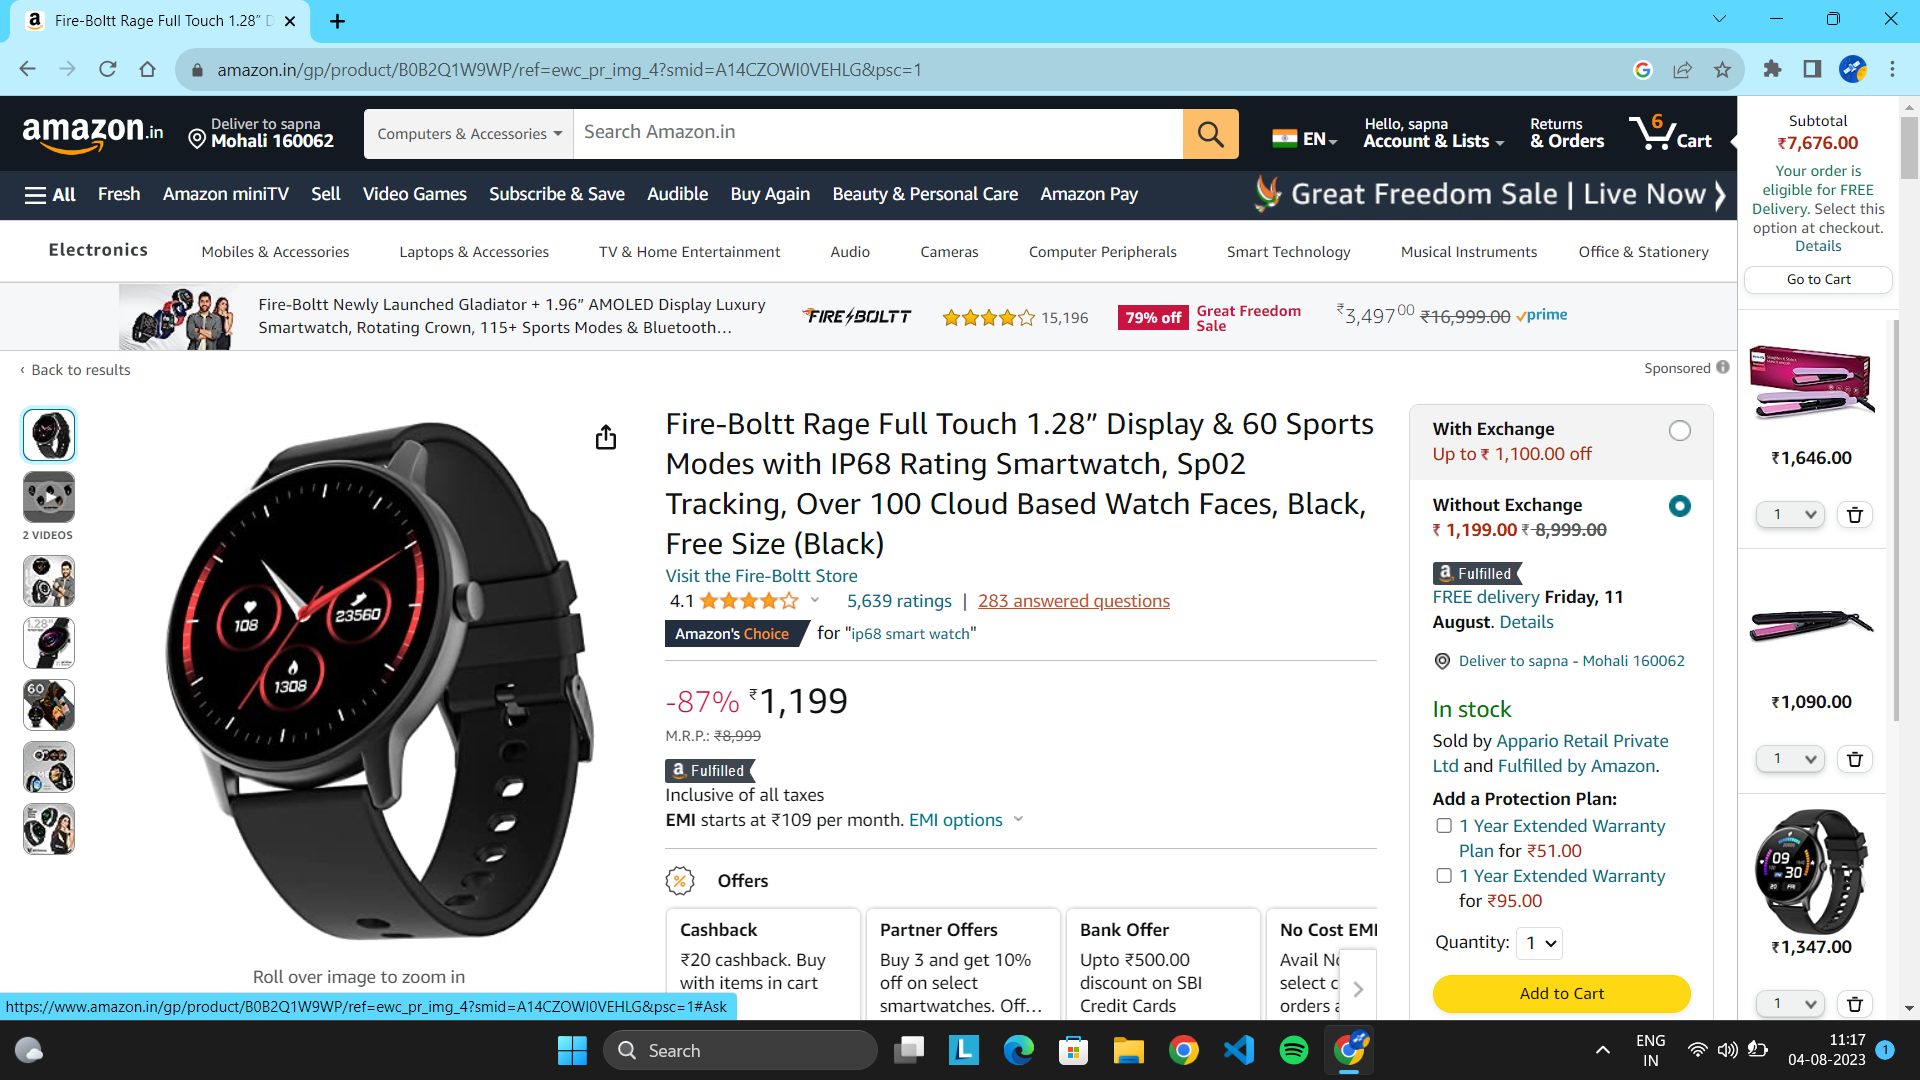 Fire-Boltt Rage Full Touch 1.28” D
amazon.in/gp/product/B0B2Q1W9WP/ref=ewc_pr_img_4?smid=A14CZOWI0VEHLG&psc=1
amazon.in
Deliver to sapna
Mohali 160062
Computers & Accessories
Search Amazon.in
EN
Hello, sapna
Account & Lists
Returns
& Orders
6
Cart
All
Fresh
Amazon miniTV
Sell
Video Games
Subscribe & Save
Audible
Buy Again
Beauty & Personal Care
Amazon Pay
Great Freedom Sale | Live Now
Electronics
Mobiles & Accessories
Laptops & Accessories
TV & Home Entertainment
Audio
Cameras
Computer Peripherals
Smart Technology
Musical Instruments
Office & Stationery
Fire-Boltt Newly Launched Gladiator + 1.96” AMOLED Display Luxury
Smartwatch, Rotating Crown, 115+ Sports Modes & Bluetooth…
FIRE BOLTT
15,196
79% off
Great Freedom
Sale
₹3,497.00 ₹16,999.00 prime
‹ Back to results
Sponsored
2 VIDEOS
1.28"
60
108
23560
1308
Roll over image to zoom in
Fire-Boltt Rage Full Touch 1.28” Display & 60 Sports
Modes with IP68 Rating Smartwatch, Sp02
Tracking, Over 100 Cloud Based Watch Faces, Black,
Free Size (Black)
Visit the Fire-Boltt Store
4.1
5,639 ratings | 283 answered questions
Amazon's Choice for "ip68 smart watch"
-87% ₹1,199
M.R.P.: ₹8,999
a Fulfilled
Inclusive of all taxes
EMI starts at ₹109 per month. EMI options
Offers
Cashback
₹20 cashback. Buy
with items in cart
Partner Offers
Buy 3 and get 10%
off on select
smartwatches. Off…
Bank Offer
Upto ₹500.00
discount on SBI
Credit Cards
No Cost EMI
Avail No
select c
orders a
With Exchange
Up to ₹ 1,100.00 off
Without Exchange
₹ 1,199.00 ₹ 8,999.00
a Fulfilled
FREE delivery Friday, 11
August. Details
Deliver to sapna - Mohali 160062
In stock
Sold by Appario Retail Private
Ltd and Fulfilled by Amazon.
Add a Protection Plan:
1 Year Extended Warranty
Plan for ₹51.00
1 Year Extended Warranty
for ₹95.00
Quantity: 1
Add to Cart
Subtotal
₹7,676.00
Your order is
eligible for FREE
Delivery. Select this
option at checkout.
Details
Go to Cart
₹1,646.00
1
₹1,090.00
1
09
30
₹1,347.00
1
https://www.amazon.in/gp/product/B0B2Q1W9WP/ref=ewc_pr_img_4?smid=A14CZOWI0VEHLG&psc=1#Ask
Search
L
ENG
IN
11:17
04-08-2023
1